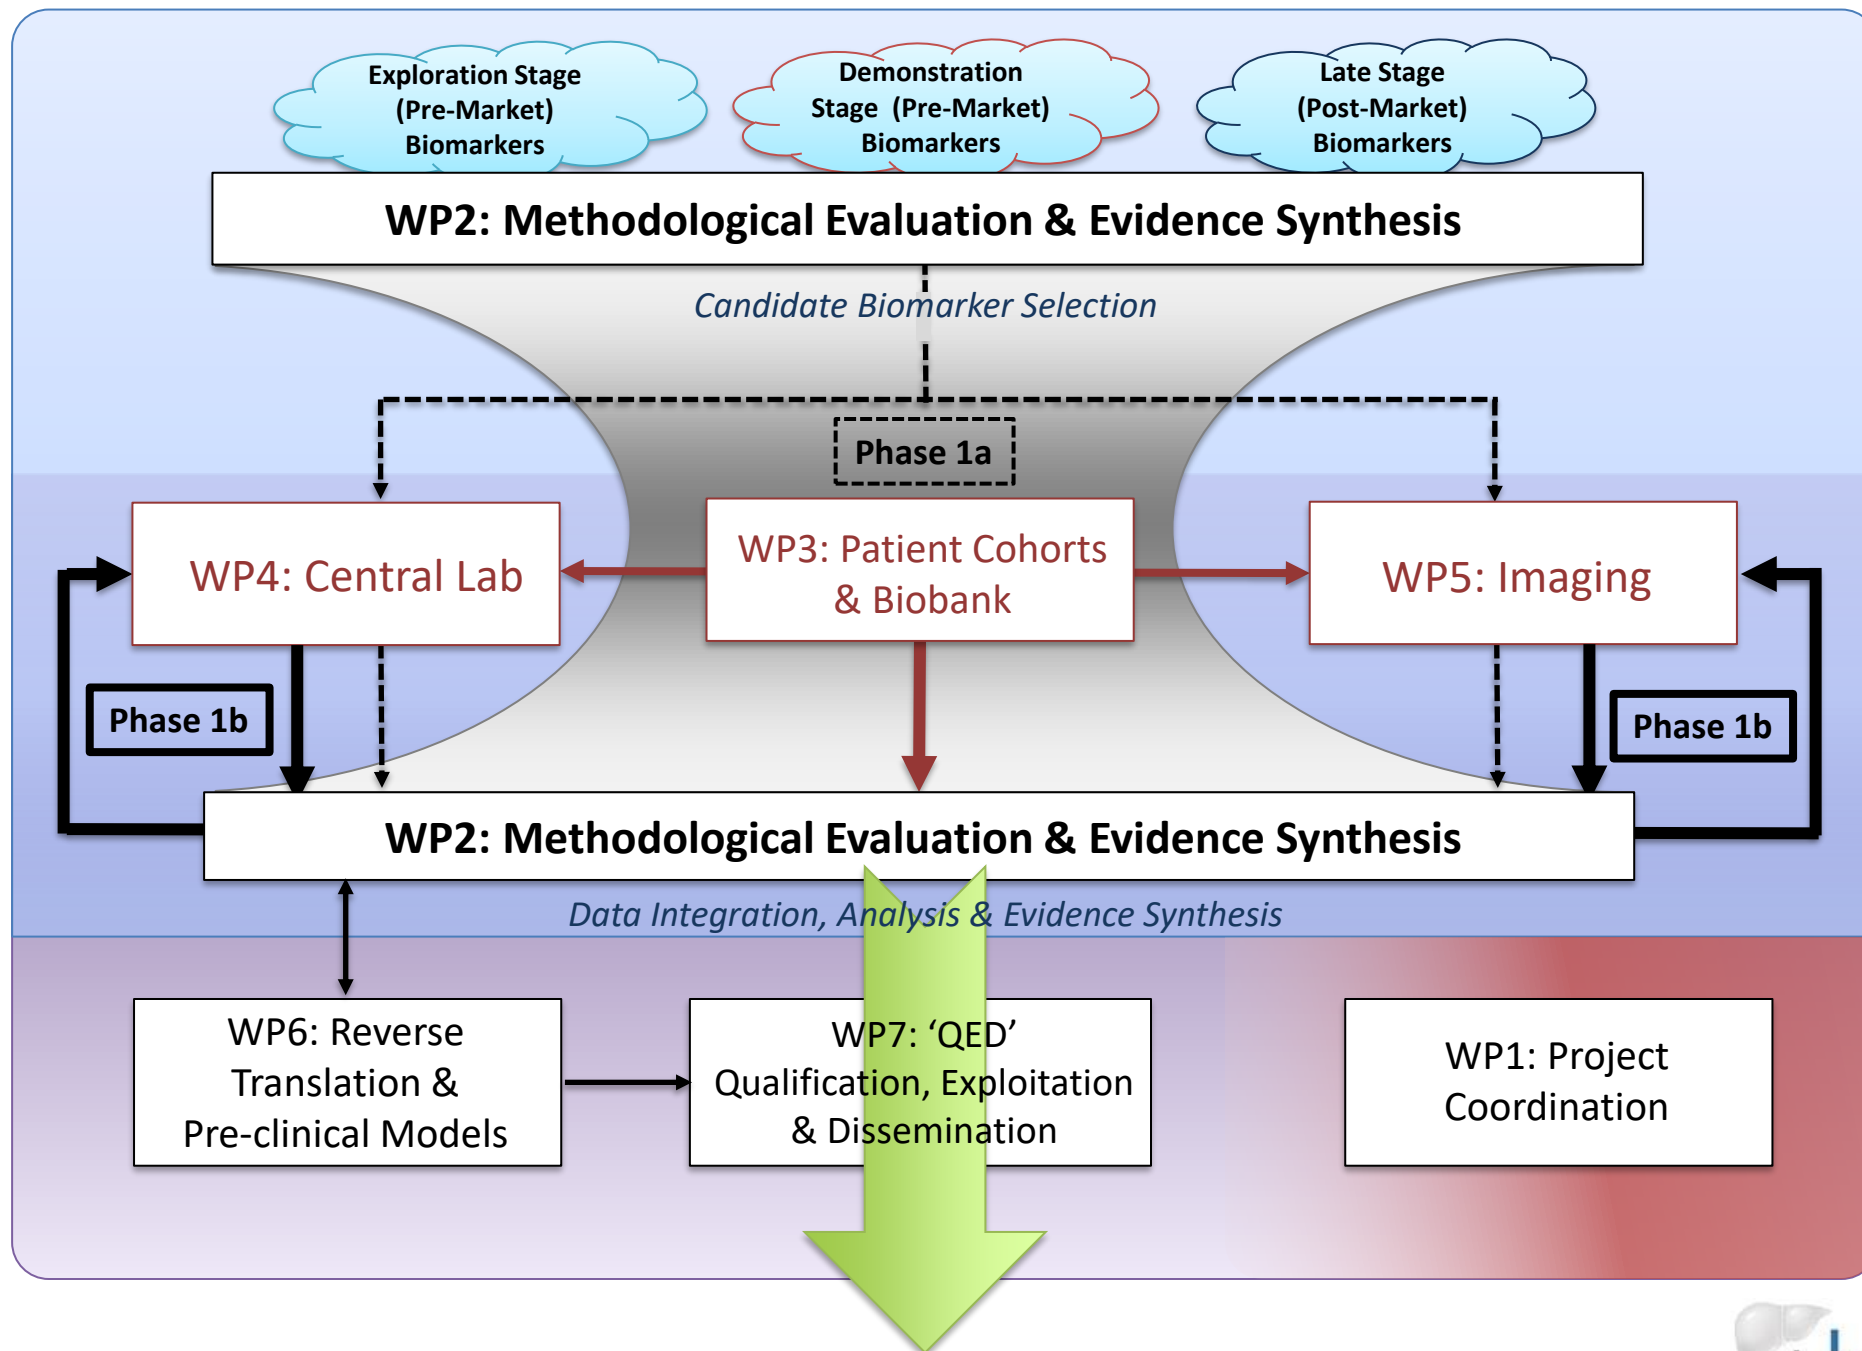 Exploration Stage
(Pre-Market)
Biomarkers
Demonstration
Stage (Pre-Market)
Biomarkers
Late Stage
(Post-Market)
Biomarkers
WP2: Methodological Evaluation & Evidence Synthesis
Candidate Biomarker Selection
Phase 1a
WP4: Central Lab
WP3: Patient Cohorts
& Biobank
WP5: Imaging
Phase 1b
Phase 1b
WP2: Methodological Evaluation & Evidence Synthesis
Data Integration, Analysis & Evidence Synthesis
WP6: Reverse
Translation &
Pre-clinical Models
WP7: ‘QED’
Qualification, Exploitation
& Dissemination
WP1: Project
Coordination